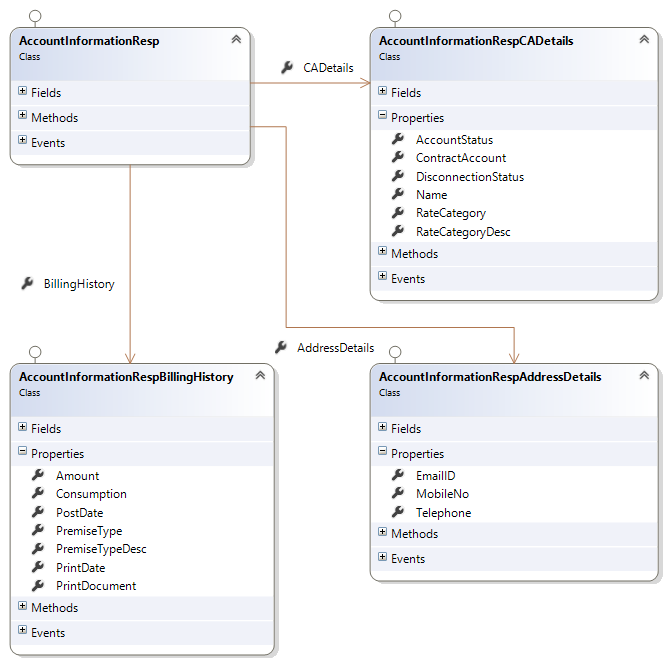 AccountInformationResp
Class
Fields
Methods
Events
CADetails
AccountInformationRespCADetails
Class
Fields
Properties
AccountStatus
ContractAccount
DisconnectionStatus
Name
RateCategory
RateCategoryDesc
Methods
Events
BillingHistory
AddressDetails
AccountInformationRespBillingHistory
Class
Fields
Properties
Amount
Consumption
PostDate
PremiseType
PremiseTypeDesc
PrintDate
PrintDocument
Methods
Events
AccountInformationRespAddressDetails
Class
Fields
Properties
EmailID
MobileNo
Telephone
Methods
Events